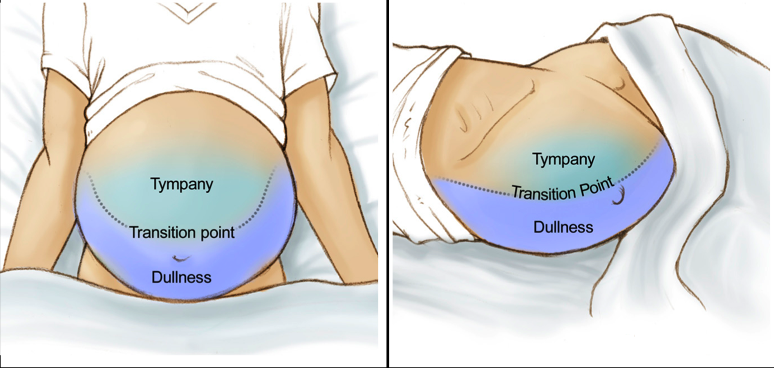 Tympany
Transition point
Dullness
Tympany
Transition Point
Dullness